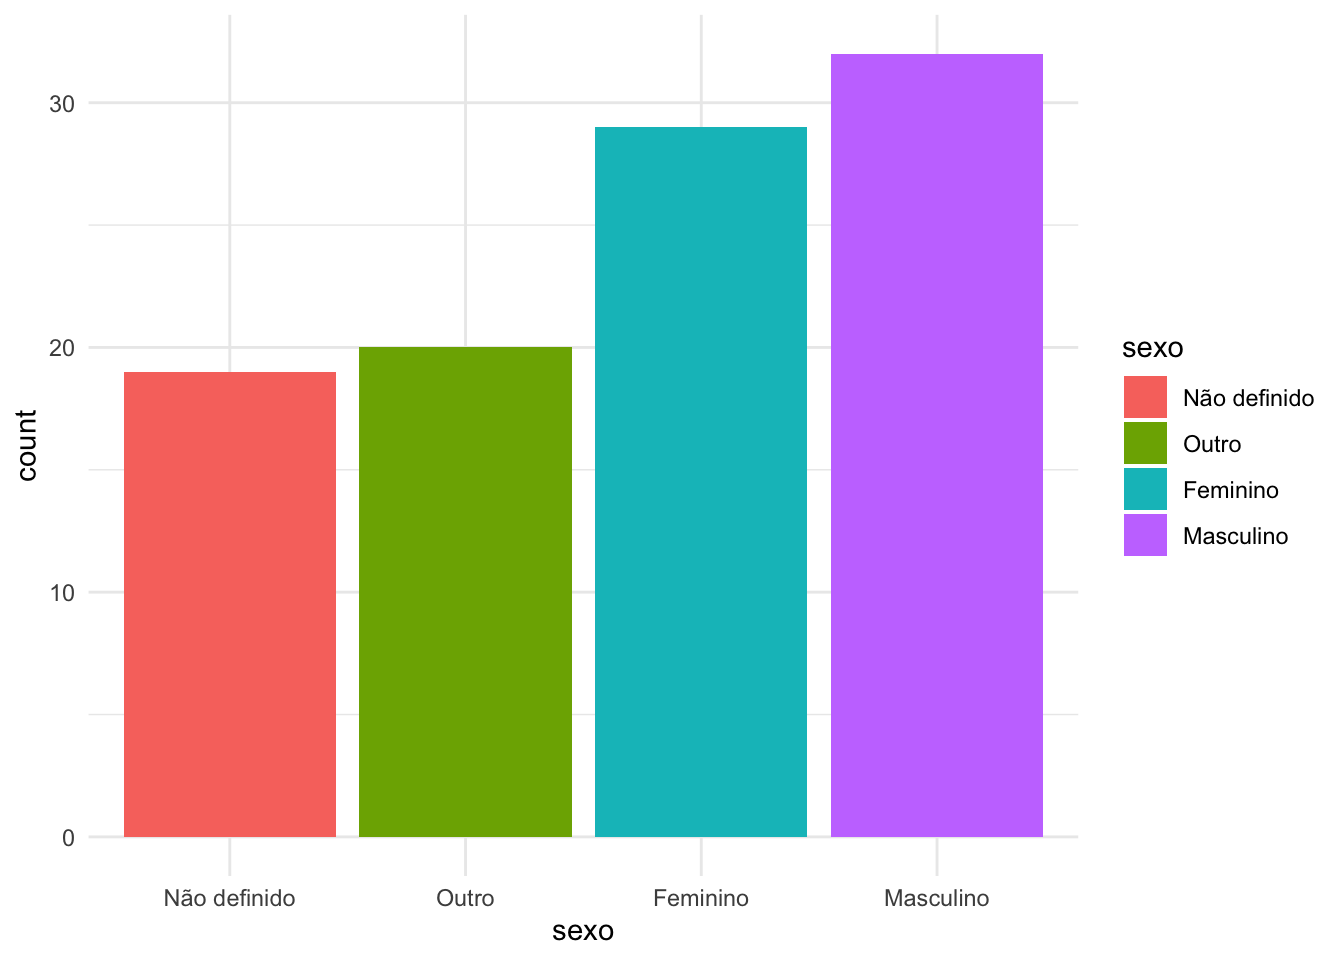 30
20
10
0
count
Não definido
Outro
Feminino
Masculino
sexo
sexo
Não definido
Outro
Feminino
Masculino